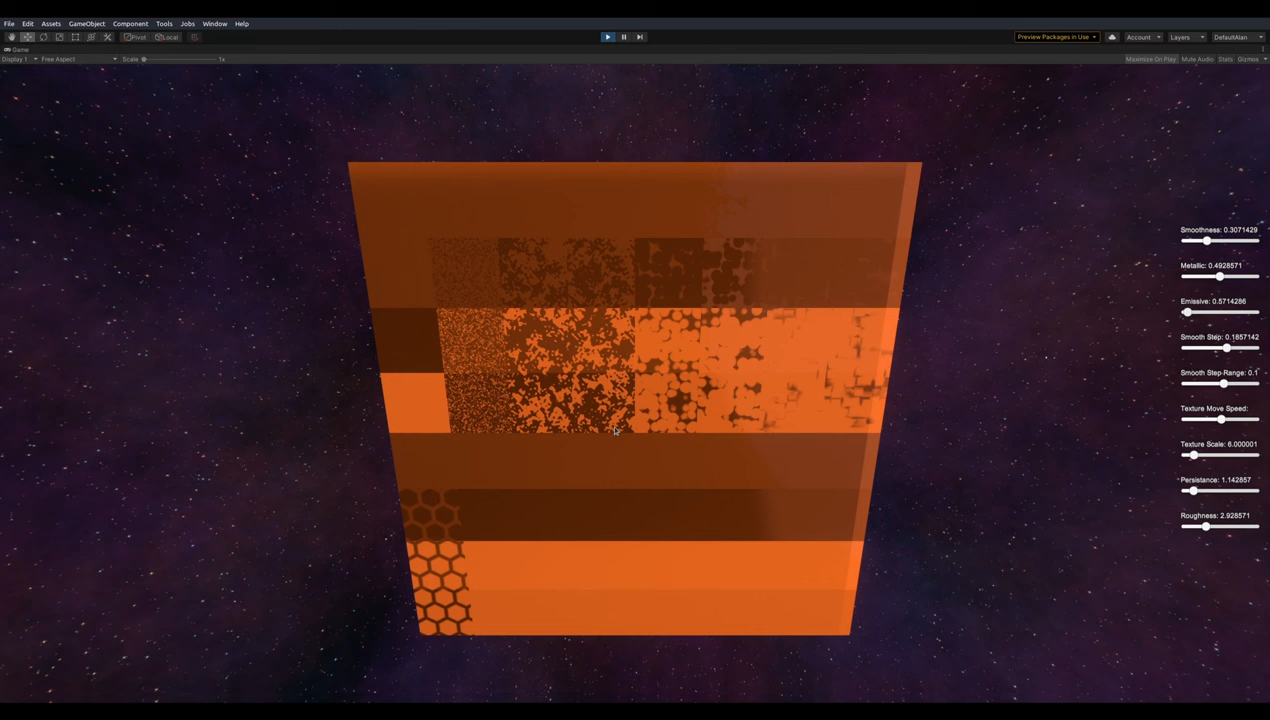 File Edit Assets GameObject Component Tools Jobs Window Help
Pivot Local Preview Packages in Use Account Layers DefaultAlan
Game
Display 1 Free Aspect Scale 1x Maximize On Play Mute Audio Stats Gizmos
Smoothness: 0.3071429
Metallic: 0.4928571
Emissive: 0.5714286
Smooth Step: 0.1857142
Smooth Step Range: 0.1
Texture Move Speed:
Texture Scale: 6.000001
Persistance: 1.142857
Roughness: 2.928571